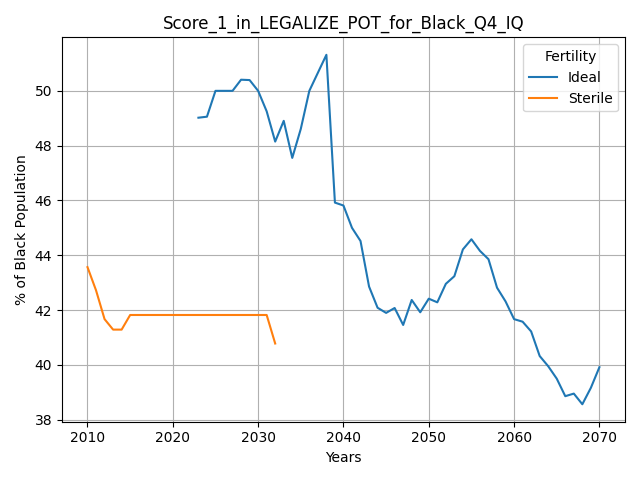 Score_1_in_LEGALIZE_POT_for_Black_Q4_IQ
Fertility
Ideal
Sterile
% of Black Population
50
48
46
44
42
40
38
2010 2020 2030 2040 2050 2060 2070
Years